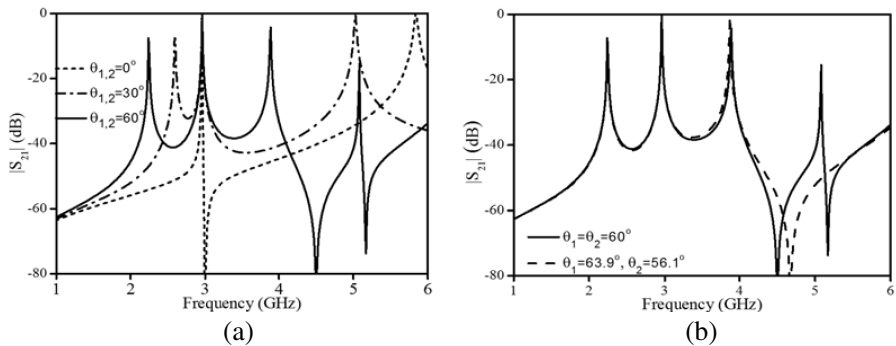 0
-20
-40
-60
-80
|S21| (dB)
θ1,2=0°
θ1,2=30°
θ1,2=60°
1 2 3 4 5 6
Frequency (GHz)
(a)
0
-20
-40
-60
-80
|S21| (dB)
θ1=θ2=60°
θ1=63.9°, θ2=56.1°
1 2 3 4 5 6
Frequency (GHz)
(b)